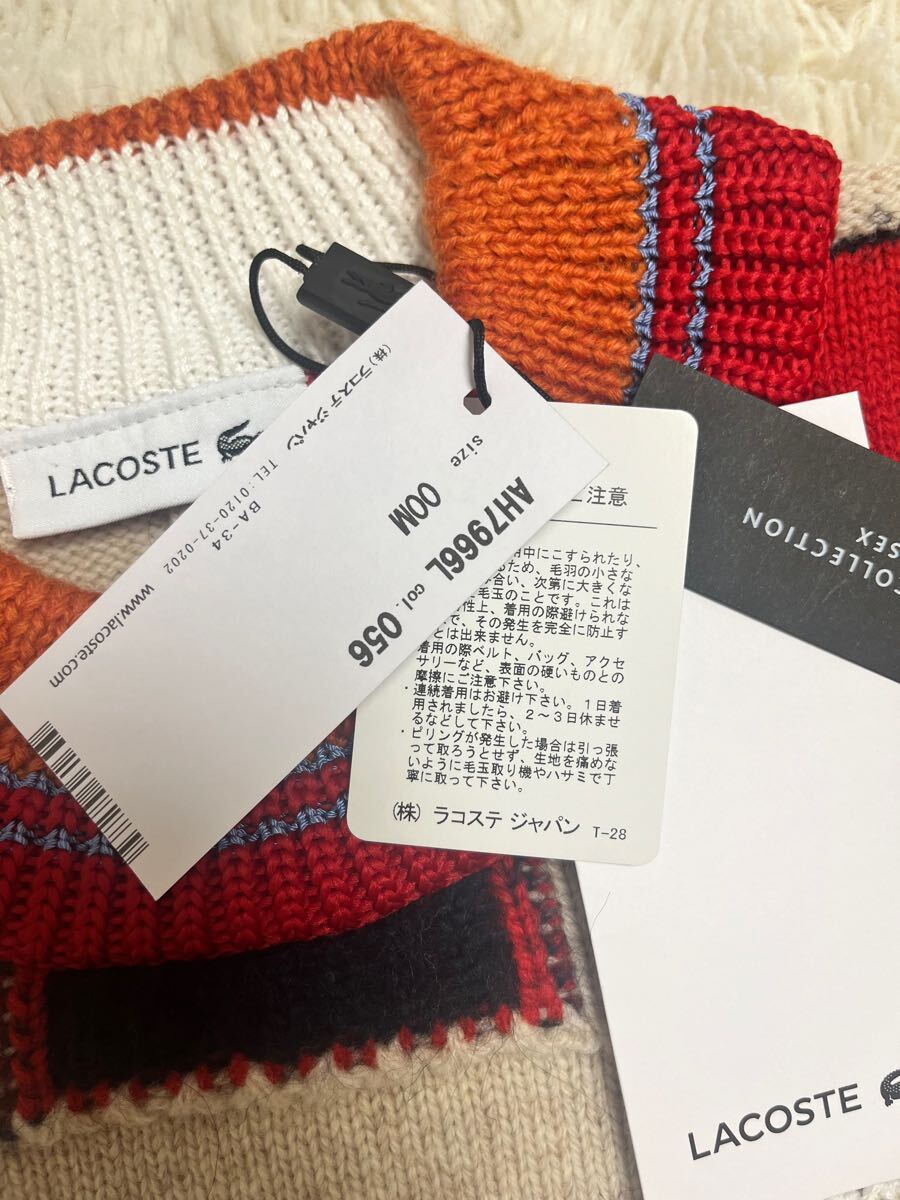 LACOSTE
size
00M
AH7966L col. 056
(株)ラコステ ジャパン
TEL:0120-37-0202
BA-34
www.lacoste.com
注意
用中にこすられたり、
るため、毛羽の小さな
み合い、次第に大きくな
毛玉のことです。これは
性上、着用の際避けられな
で、その発生を完全に防止す
とは出来ません。
着用の際ベルト、バッグ、アクセ
サリーなど、表面の硬いものとの
摩擦にご注意下さい。
・連続着用はお避け下さい。1日着
用されましたら、2〜3日休ませ
るなどして下さい。
・ピリングが発生した場合は引っ張
って取ろうとせず、生地を痛めな
いように毛玉取り機やハサミで丁
寧に取って下さい。
(株) ラコステ ジャパン T-28
COLLECTION
SEX
LACOSTE